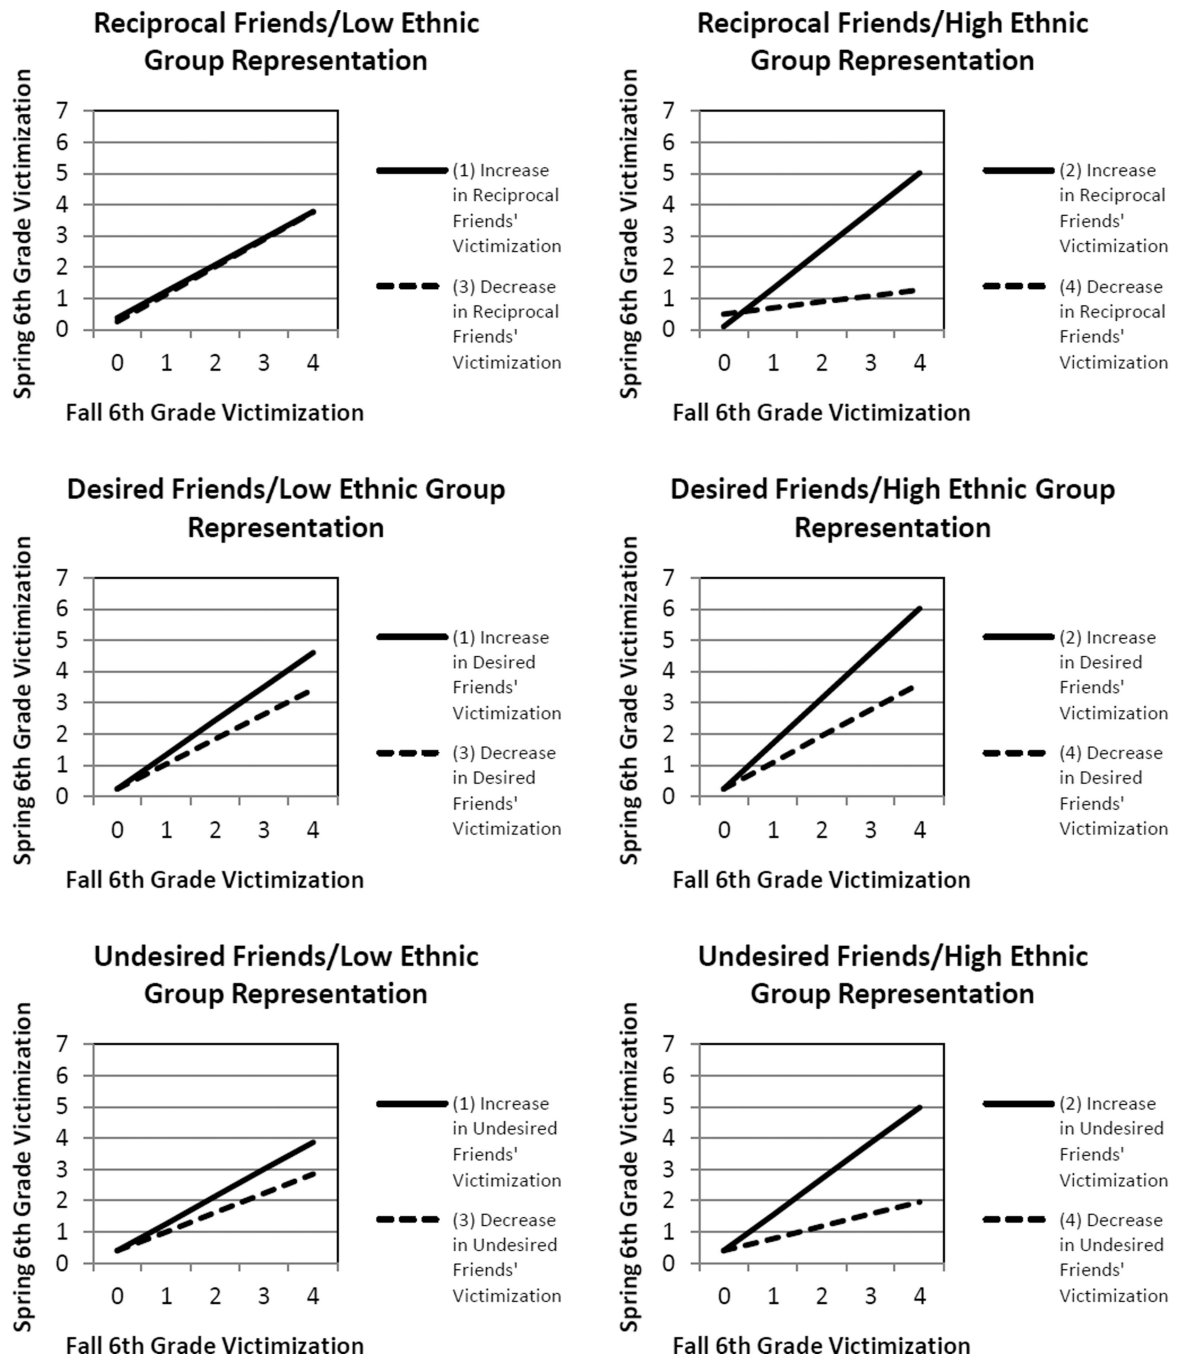 Reciprocal Friends/Low Ethnic
Group Representation
Spring 6th Grade Victimization
7
6
5
4
3
2
1
0
0 1 2 3 4
Fall 6th Grade Victimization
(1) Increase
in Reciprocal
Friends'
Victimization
(3) Decrease
in Reciprocal
Friends'
Victimization
Reciprocal Friends/High Ethnic
Group Representation
Spring 6th Grade Victimization
7
6
5
4
3
2
1
0
0 1 2 3 4
Fall 6th Grade Victimization
(2) Increase
in Reciprocal
Friends'
Victimization
(4) Decrease
in Reciprocal
Friends'
Victimization
Desired Friends/Low Ethnic Group
Representation
Spring 6th Grade Victimization
7
6
5
4
3
2
1
0
0 1 2 3 4
Fall 6th Grade Victimization
(1) Increase
in Desired
Friends'
Victimization
(3) Decrease
in Desired
Friends'
Victimization
Desired Friends/High Ethnic Group
Representation
Spring 6th Grade Victimization
7
6
5
4
3
2
1
0
0 1 2 3 4
Fall 6th Grade Victimization
(2) Increase
in Desired
Friends'
Victimization
(4) Decrease
in Desired
Friends'
Victimization
Undesired Friends/Low Ethnic
Group Representation
Spring 6th Grade Victimization
7
6
5
4
3
2
1
0
0 1 2 3 4
Fall 6th Grade Victimization
(1) Increase
in Undesired
Friends'
Victimization
(3) Decrease
in Undesired
Friends'
Victimization
Undesired Friends/High Ethnic
Group Representation
Spring 6th Grade Victimization
7
6
5
4
3
2
1
0
0 1 2 3 4
Fall 6th Grade Victimization
(2) Increase
in Undesired
Friends'
Victimization
(4) Decrease
in Undesired
Friends'
Victimization